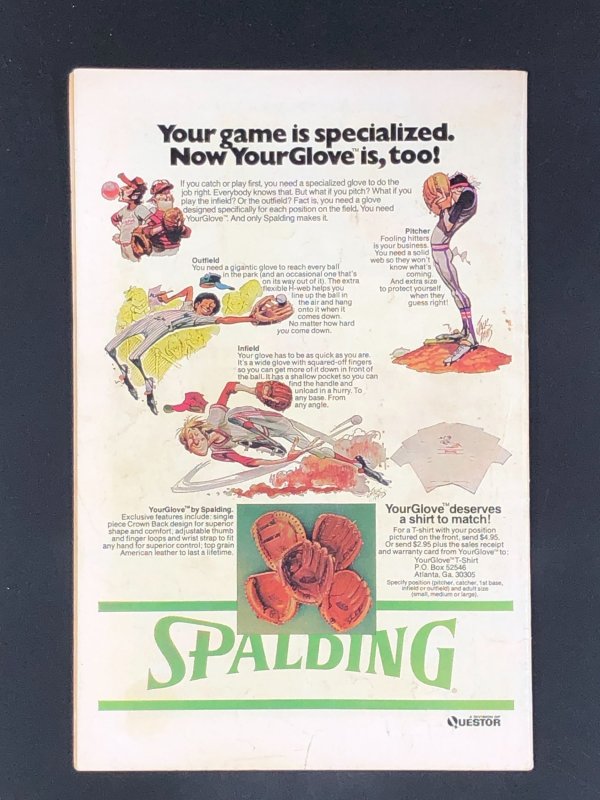 Your game is specialized.
Now YourGlove™ is, too!
If you catch or play first, you need a specialized glove to do the
job right. Everybody knows that. But what if you pitch? What if you
play the infield? Or the outfield? Fact is, you need a glove
designed specifically for each position on the field. You need
YourGlove™. And only Spalding makes it.
Pitcher
Fooling hitters
is your business.
You need a solid
web so they won't
know what's
coming.
And extra size
to protect yourself
when they
guess right!
Outfield
You need a gigantic glove to reach every ball
in the park (and an occasional one that's
on its way out of it). The extra
flexible H-web helps you
line up the ball in
the air and hang
onto it when it
comes down.
No matter how hard
you come down.
Infield
Your glove has to be as quick as you are.
It's a wide glove with squared-off fingers
so you can get more of it down in front of
the ball. It has a shallow pocket so you can
find the handle and
unload in a hurry. To
any base. From
any angle.
YourGlove™ by Spalding.
Exclusive features include: single
piece Crown Back design for superior
shape and comfort, adjustable thumb
and finger loops and wrist strap to fit
any hand for superior control, top grain
American leather to last a lifetime.
YourGlove™ deserves
a shirt to match!
For a T-shirt with your position
pictured on the front, send $4.95.
Or send $2.95 plus the sales receipt
and warranty card from YourGlove™ to:
YourGlove™ T-Shirt
P.O. Box 52546
Atlanta, Ga. 30305
Specify position (pitcher, catcher, 1st base,
infield or outfield) and adult size
(small, medium or large).
SPALDING®
A DIVISION OF
QUESTOR